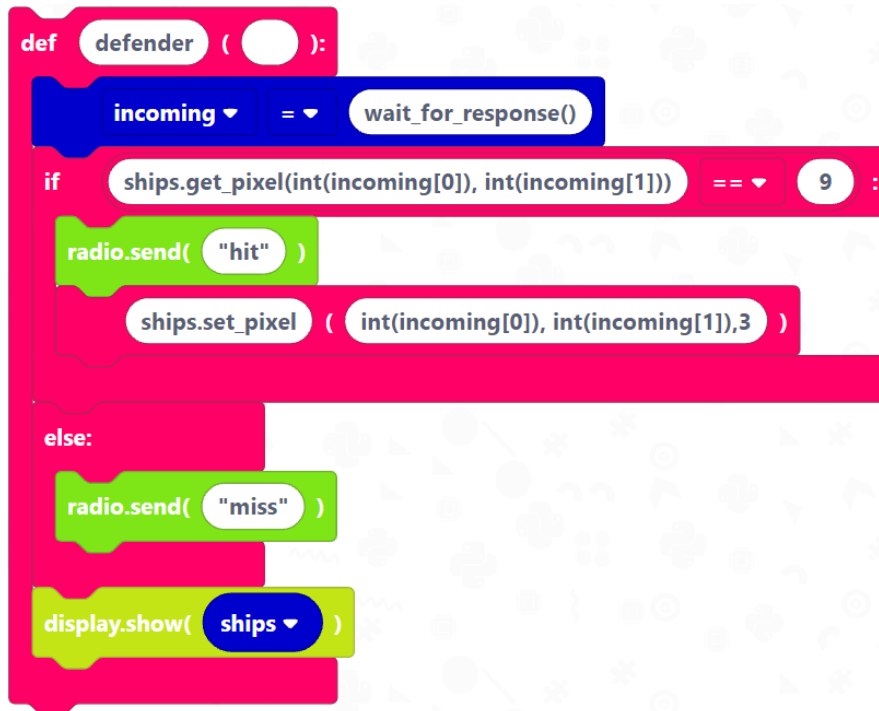 def defender ( ):
incoming = wait_for_response()
if ships.get_pixel(int(incoming[0]), int(incoming[1])) == 9 :
radio.send( "hit" )
ships.set_pixel ( int(incoming[0]), int(incoming[1]),3 )
else:
radio.send( "miss" )
display.show( ships )